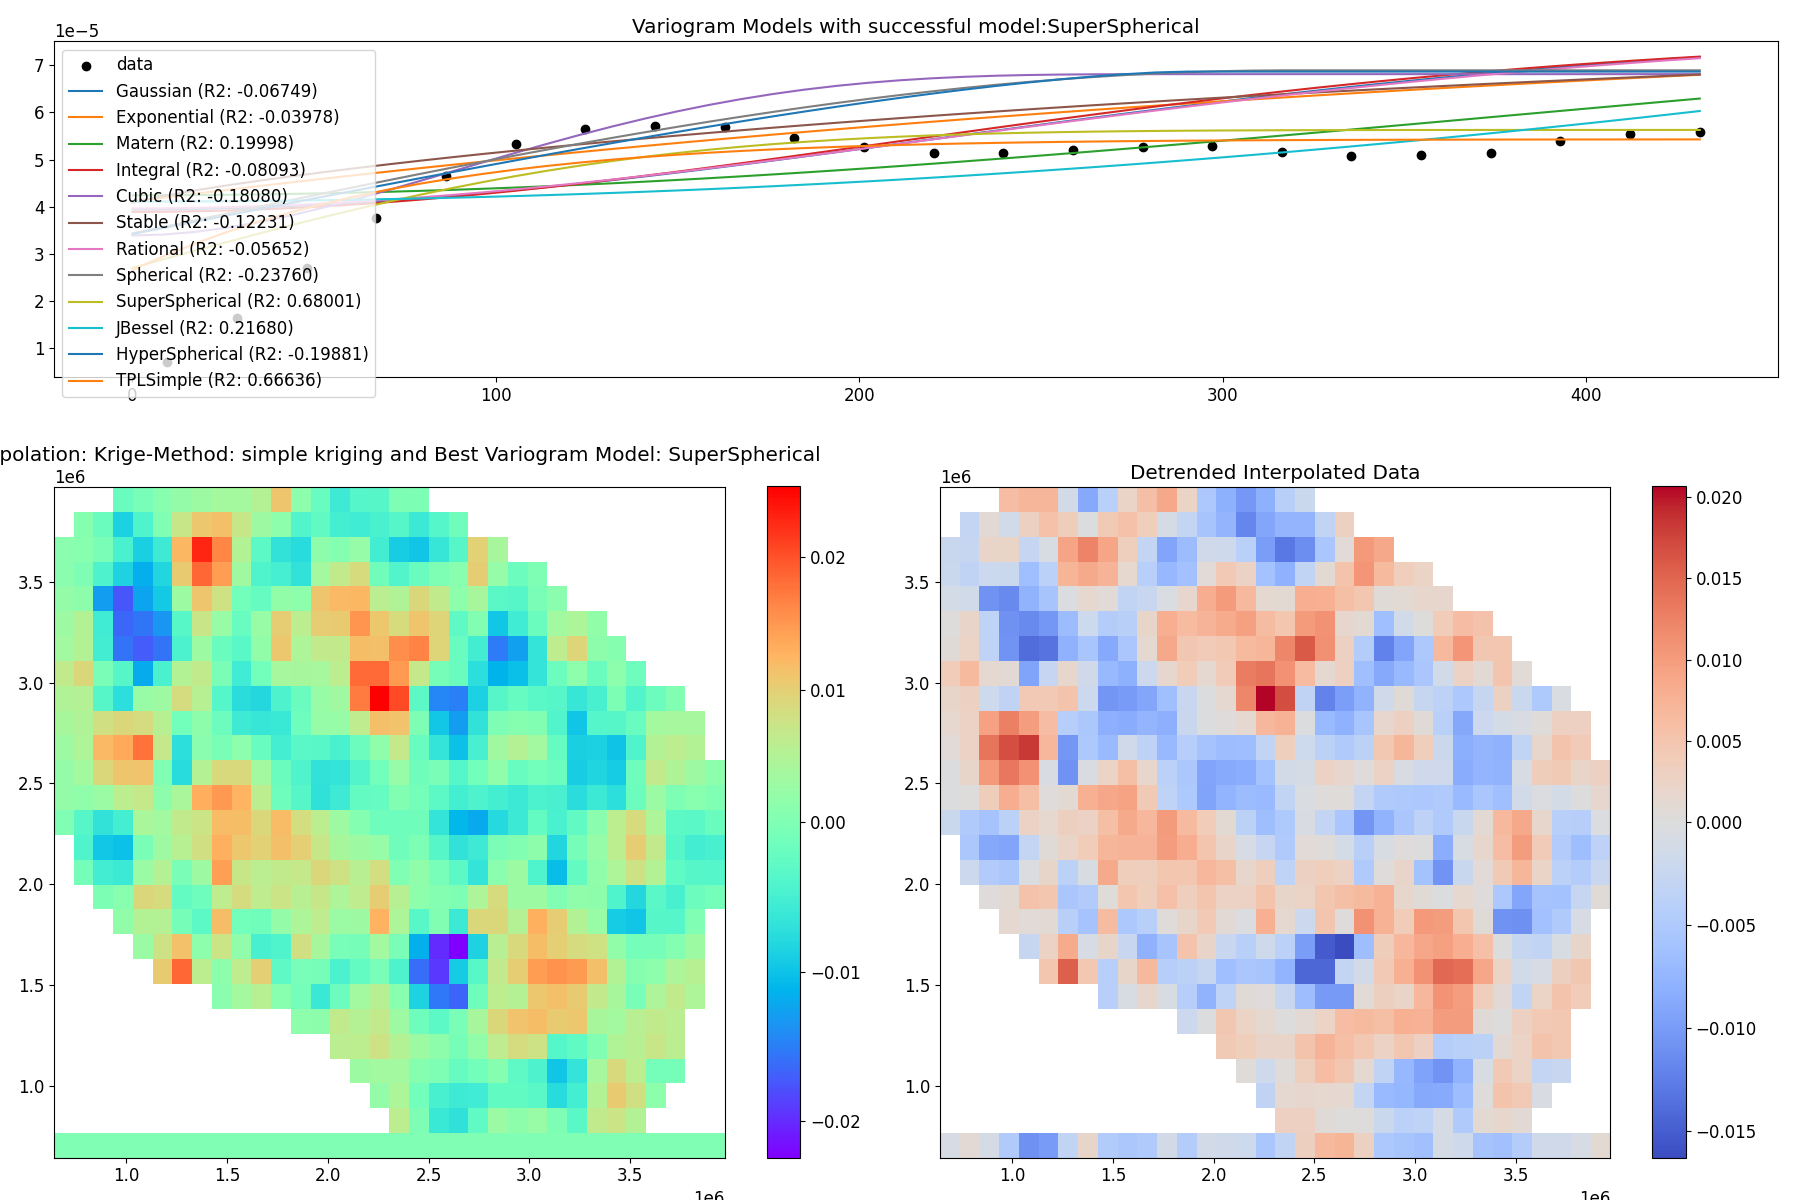 Variogram Models with successful model:SuperSpherical
1e−5
7
6
5
4
3
2
1
data
Gaussian (R2: -0.06749)
Exponential (R2: -0.03978)
Matern (R2: 0.19998)
Integral (R2: -0.08093)
Cubic (R2: -0.18080)
Stable (R2: -0.12231)
Rational (R2: -0.05652)
Spherical (R2: -0.23760)
SuperSpherical (R2: 0.68001)
JBessel (R2: 0.21680)
HyperSpherical (R2: -0.19881)
TPLSimple (R2: 0.66636)
0 100 200 300 400
polation: Krige-Method: simple kriging and Best Variogram Model: SuperSpherical
1e6
3.5
3.0
2.5
2.0
1.5
1.0
1.0 1.5 2.0 2.5 3.0 3.5
1e6
0.02
0.01
0.00
−0.01
−0.02
Detrended Interpolated Data
1e6
3.5
3.0
2.5
2.0
1.5
1.0
1.0 1.5 2.0 2.5 3.0 3.5
1e6
0.020
0.015
0.010
0.005
0.000
−0.005
−0.010
−0.015